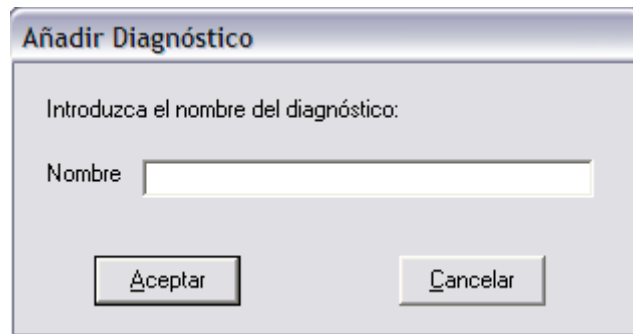 Añadir Diagnóstico
Introduzca el nombre del diagnóstico:
Nombre
Aceptar Cancelar